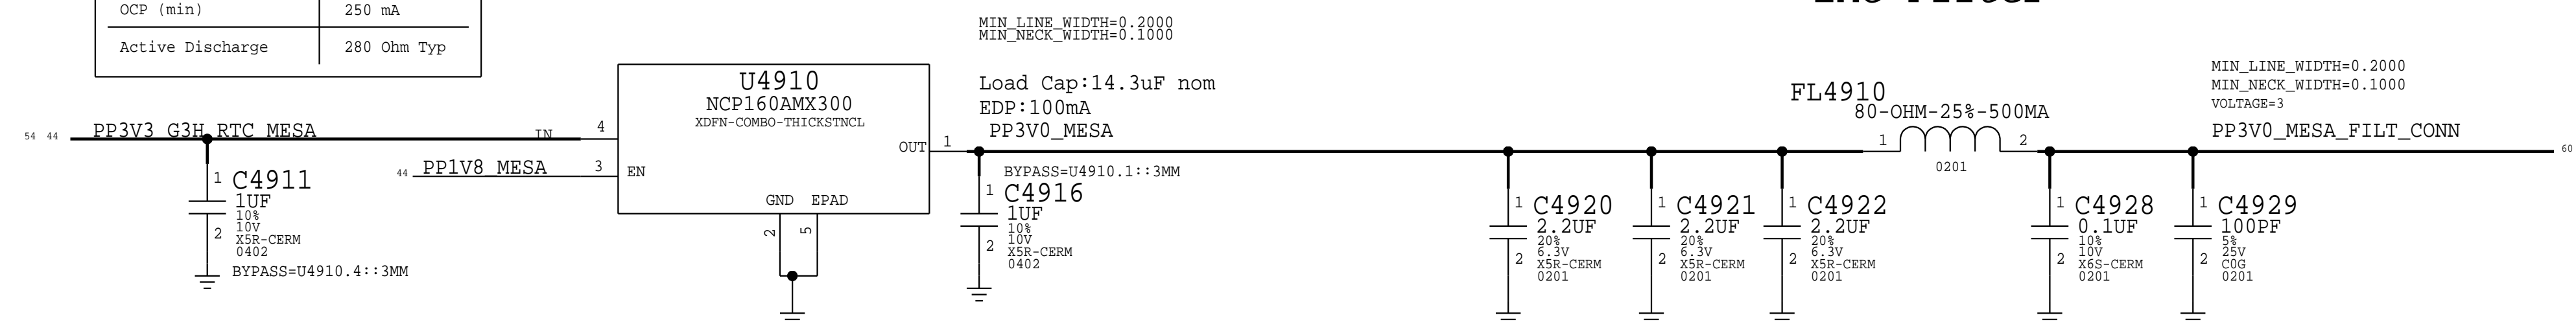 OCP (min) 250 mA
Active Discharge 280 Ohm Typ
MIN_LINE_WIDTH=0.2000
MIN_NECK_WIDTH=0.1000
U4910
NCP160AMX300
XDFN-COMBO-THICKSTNCL
Load Cap:14.3uF nom
EDP:100mA
PP3V0_MESA
54 44 PP3V3_G3H_RTC_MESA
IN 4
44 PP1V8_MESA 3 EN
OUT 1
GND EPAD
2 5
1 C4911
1UF
10%
10V
2 X5R-CERM
0402
BYPASS=U4910.4::3MM
BYPASS=U4910.1::3MM
1 C4916
1UF
10%
10V
2 X5R-CERM
0402
1 C4920
2.2UF
20%
6.3V
2 X5R-CERM
0201
1 C4921
2.2UF
20%
6.3V
2 X5R-CERM
0201
1 C4922
2.2UF
20%
6.3V
2 X5R-CERM
0201
FL4910
80-OHM-25%-500MA
1 2
0201
MIN_LINE_WIDTH=0.2000
MIN_NECK_WIDTH=0.1000
VOLTAGE=3
PP3V0_MESA_FILT_CONN 60
1 C4928
0.1UF
10%
10V
2 X6S-CERM
0201
1 C4929
100PF
5%
25V
2 C0G
0201